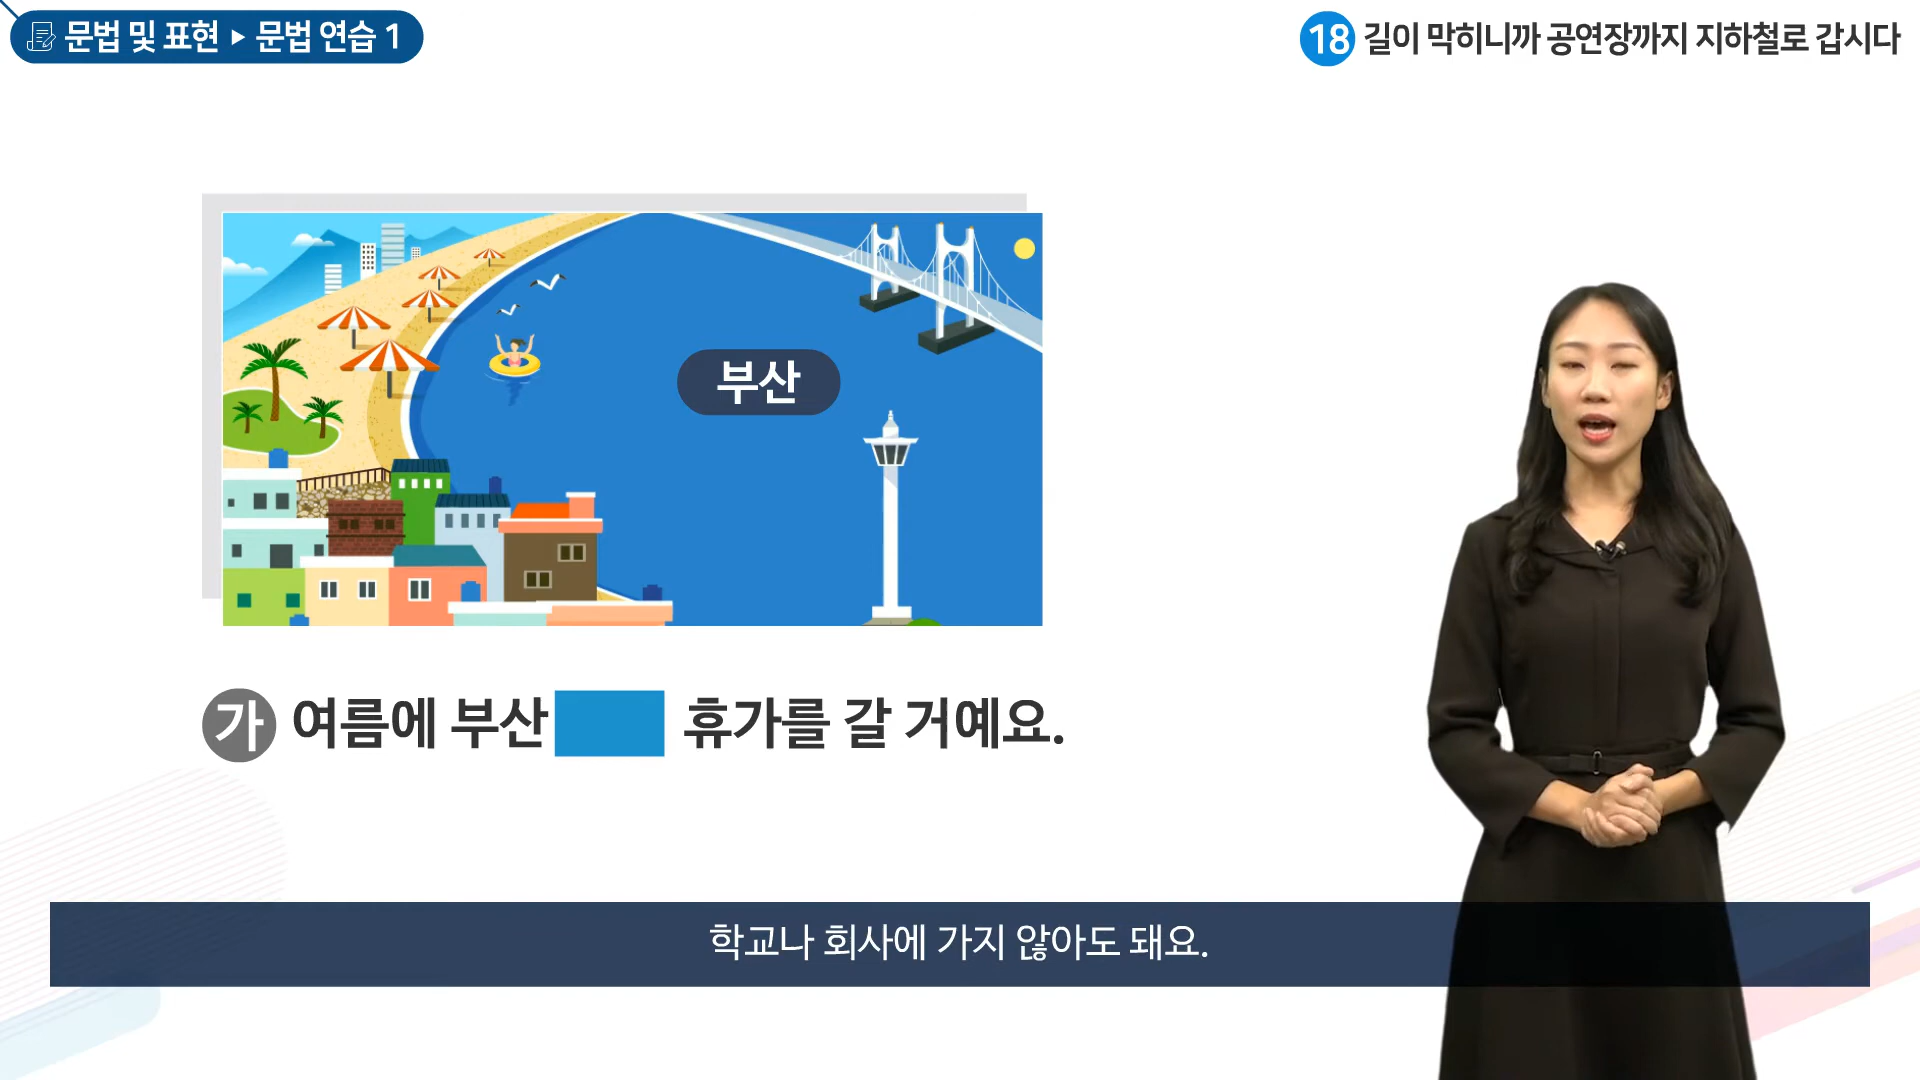 문법 및 표현 ▶ 문법 연습 1
18 길이 막히니까 공연장까지 지하철로 갑시다
부산
가 여름에 부산 휴가를 갈 거예요.
학교나 회사에 가지 않아도 돼요.